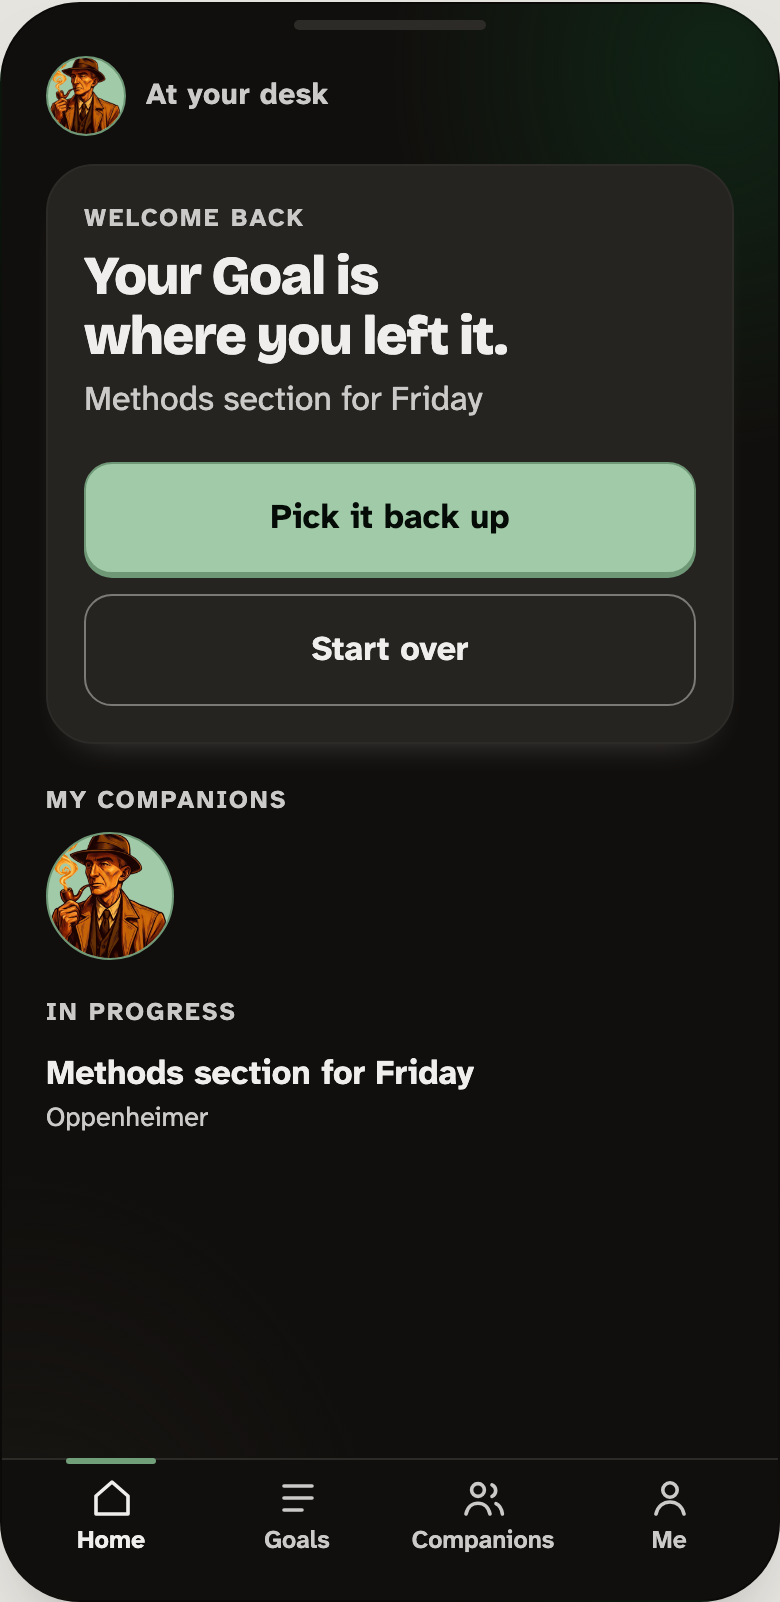 At your desk
WELCOME BACK
Your Goal is
where you left it.
Methods section for Friday
Pick it back up
Start over
MY COMPANIONS
IN PROGRESS
Methods section for Friday
Oppenheimer
Home
Goals
Companions
Me